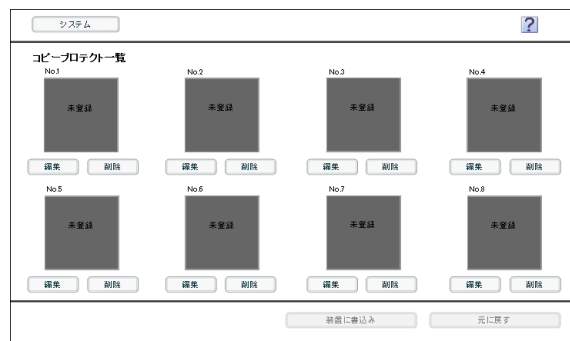 システム
?
コピープロテクト一覧
No.1 No.2 No.3 No.4
未登録 未登録 未登録 未登録
編集 削除 編集 削除 編集 削除 編集 削除
No.5 No.6 No.7 No.8
未登録 未登録 未登録 未登録
編集 削除 編集 削除 編集 削除 編集 削除
装置に書込み 元に戻す